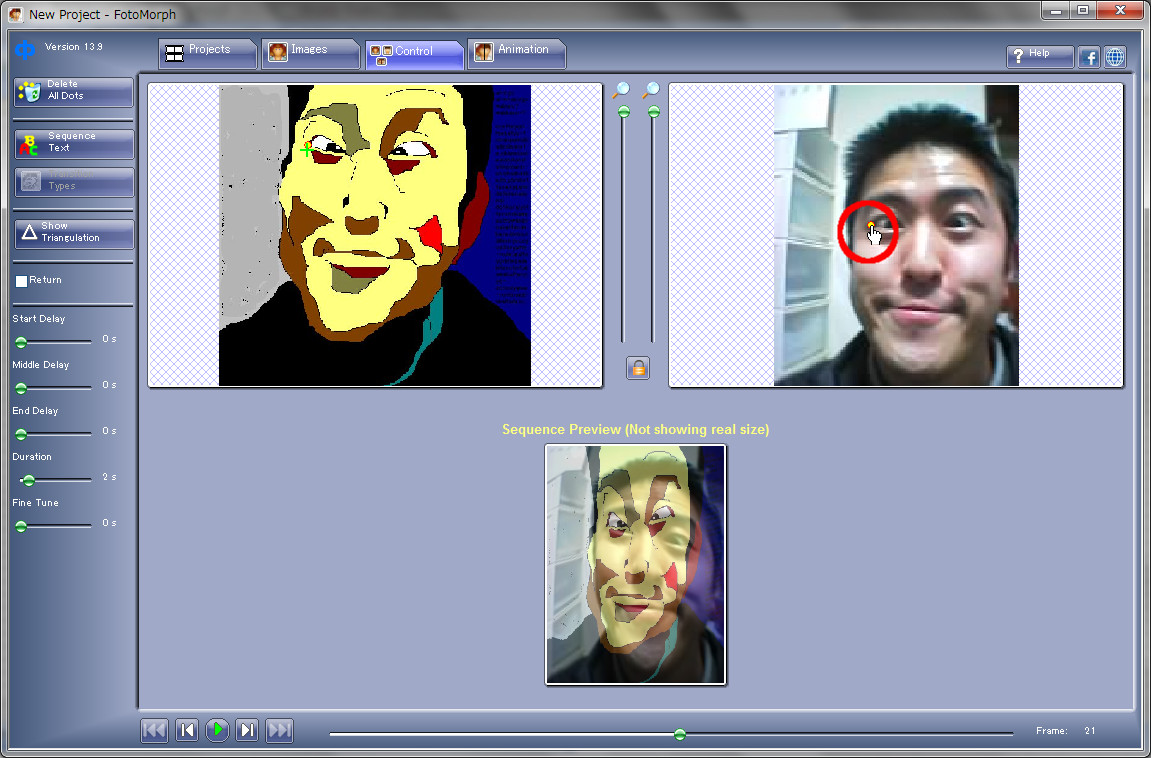 New Project - FotoMorph
Version 13.9
Projects
Images
Control
Animation
Help
Delete
All Dots
Sequence
Text
Types
Show
Triangulation
Return
Start Delay
0 s
Middle Delay
0 s
End Delay
0 s
Duration
2 s
Fine Tune
0 s
Sequence Preview (Not showing real size)
Frame: 21